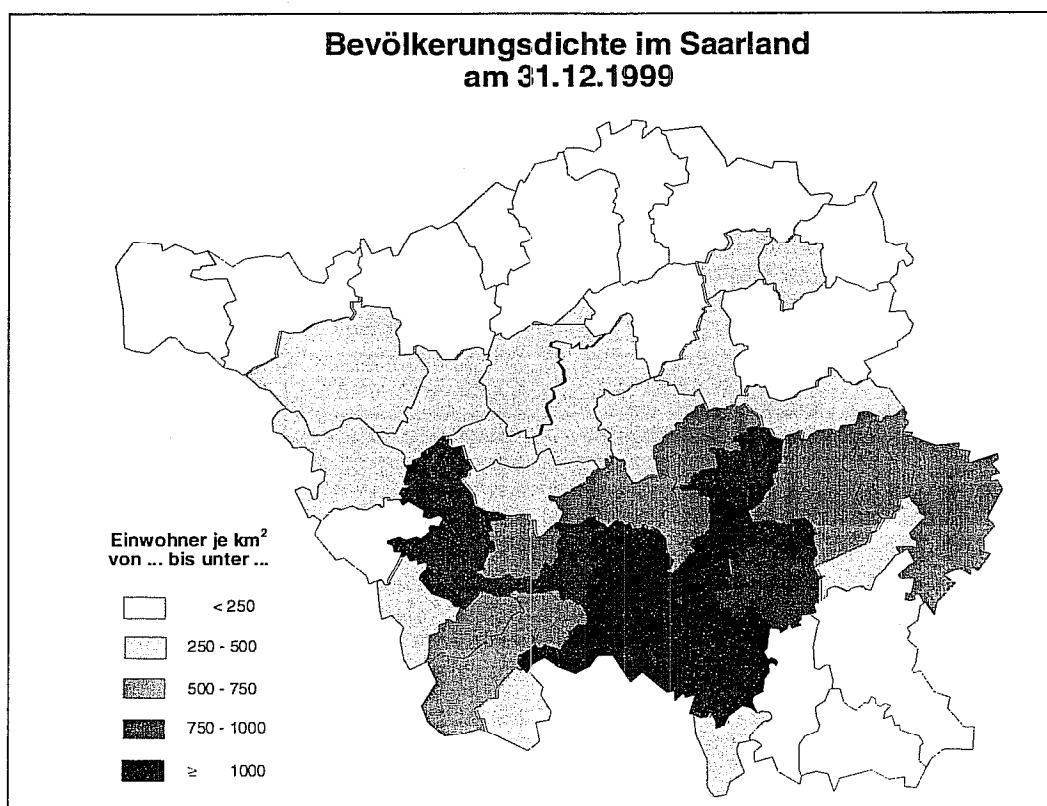 Bevölkerungsdichte im Saarland
am 31.12.1999
Einwohner je km²
von ... bis unter ...
< 250
250 - 500
500 - 750
750 - 1000
≥ 1000